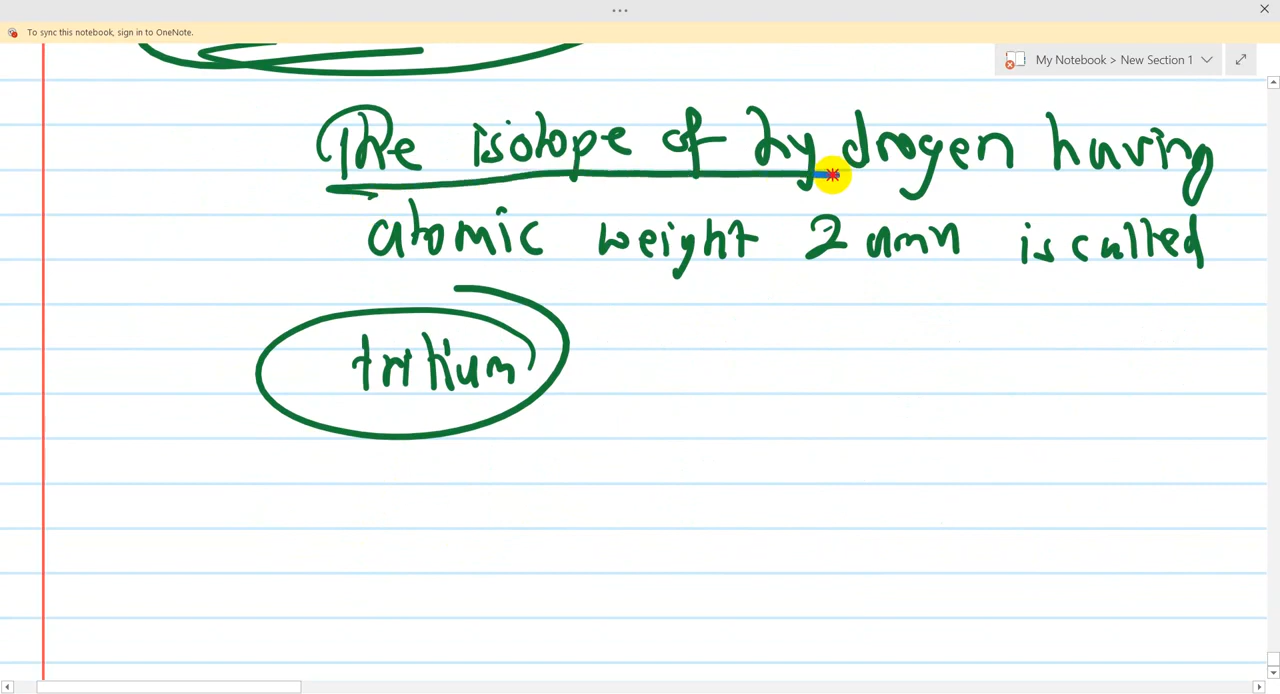 To sync this notebook, sign in to OneNote.
My Notebook > New Section 1
The isotope of hydrogen having
atomic weight 2 amu is called
tritium